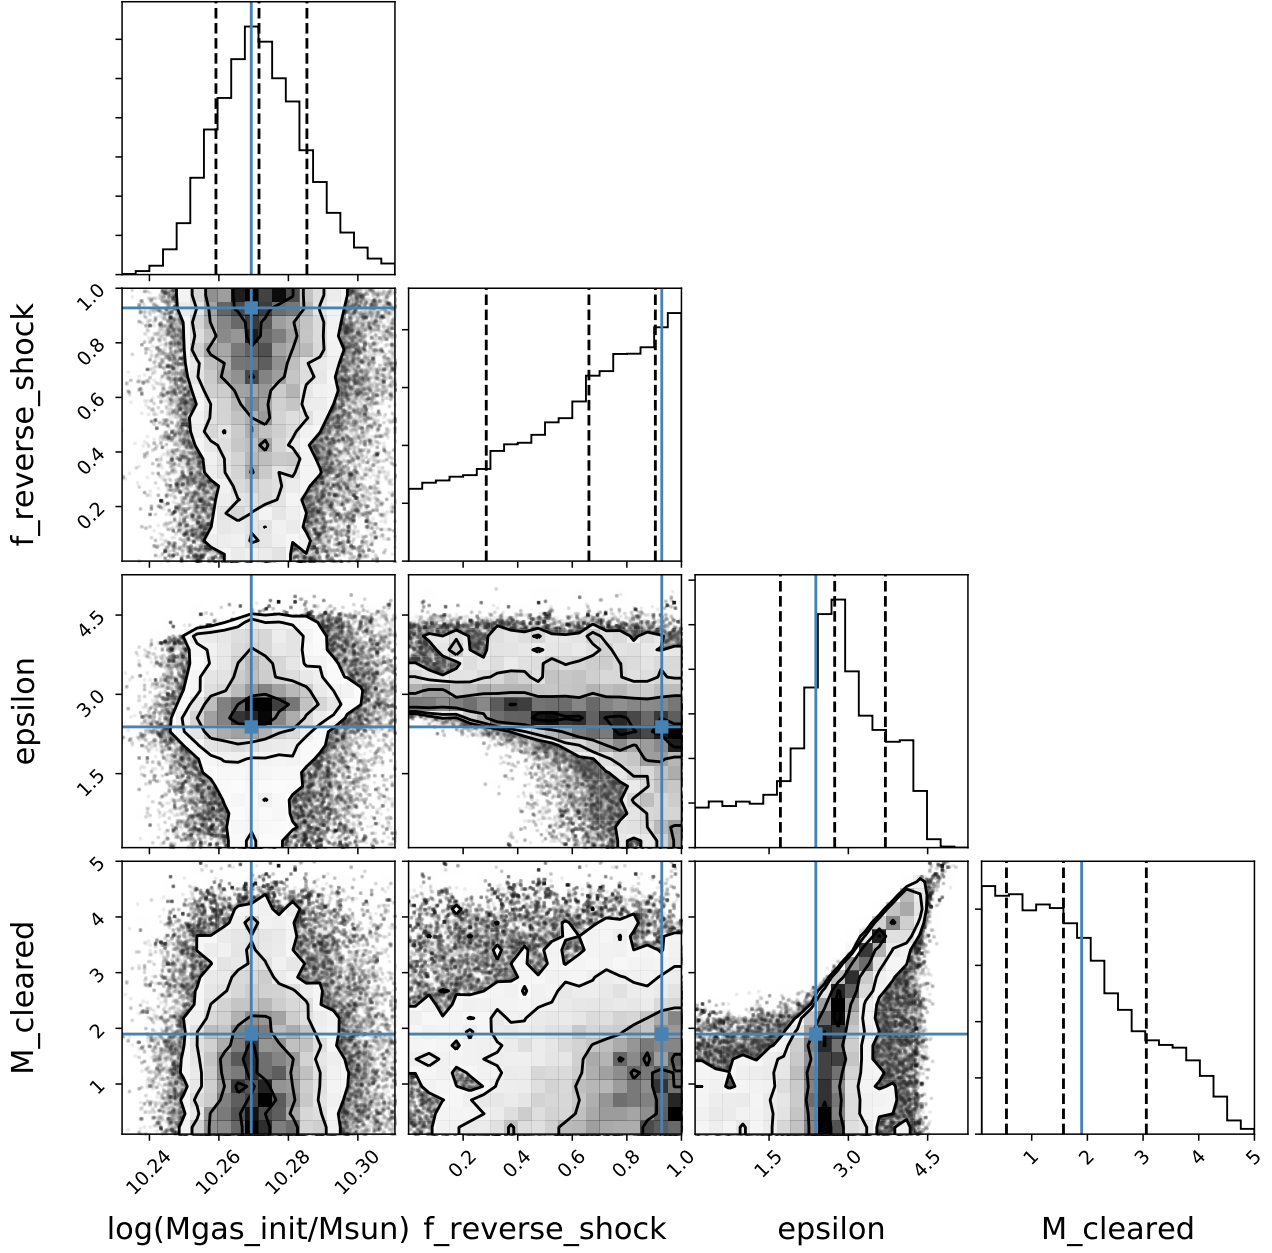 f_reverse_shock
1.0
0.8
0.6
0.4
0.2
epsilon
4.5
3.0
1.5
M_cleared
5
4
3
2
1
10.24 10.26 10.28 10.30
0.2 0.4 0.6 0.8 1.0
1.5 3.0 4.5
1 2 3 4 5
log(Mgas_init/Msun) f_reverse_shock epsilon M_cleared